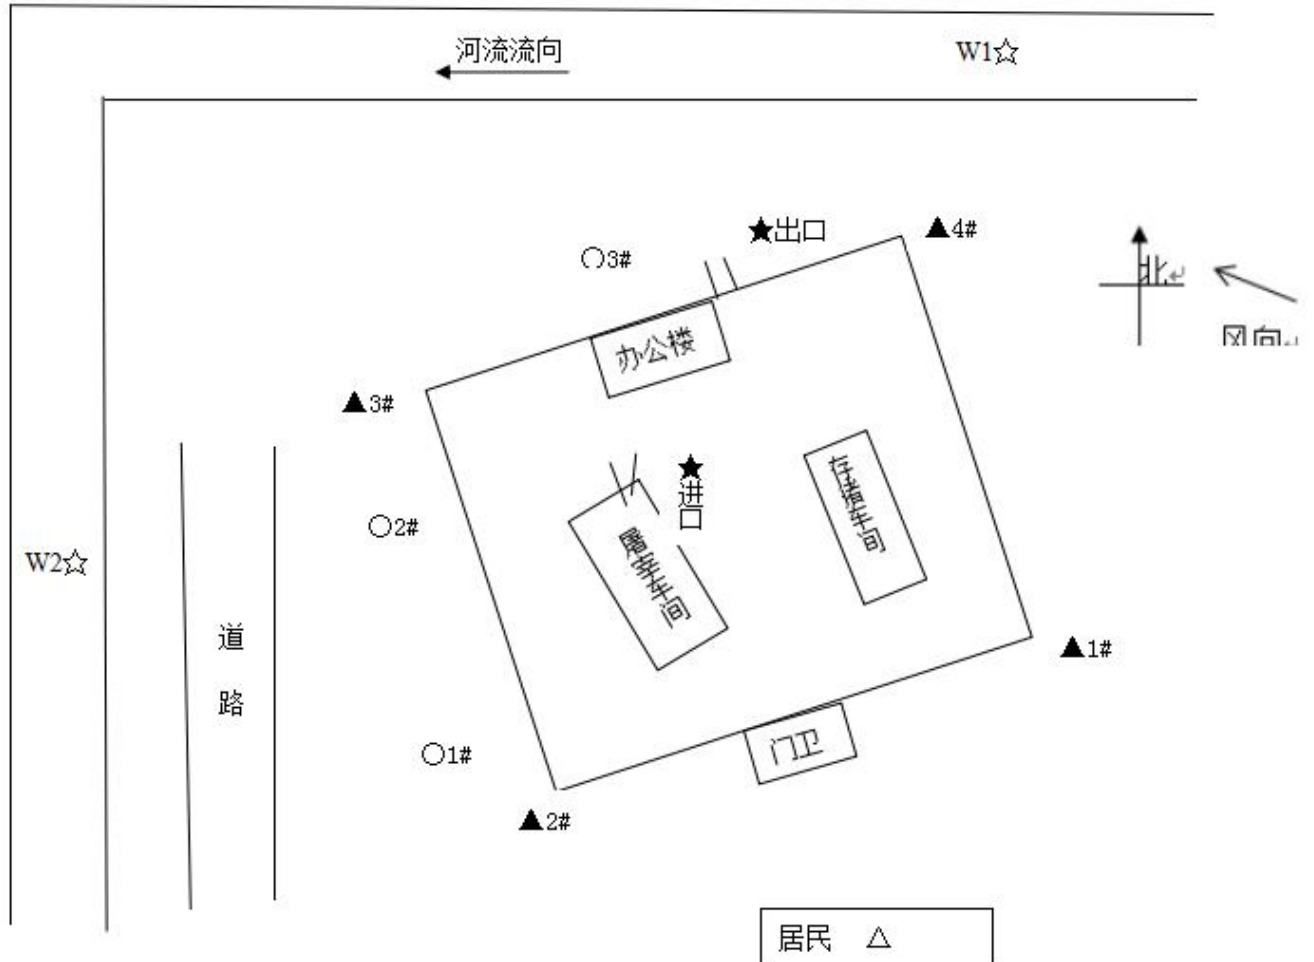 河流流向
W1☆
★出口
▲4#
○3#
北
风向
办公楼
▲3#
★
进
口
存猪车间
○2#
屠宰车间
W2☆
道
路
▲1#
门卫
○1#
▲2#
居民 △